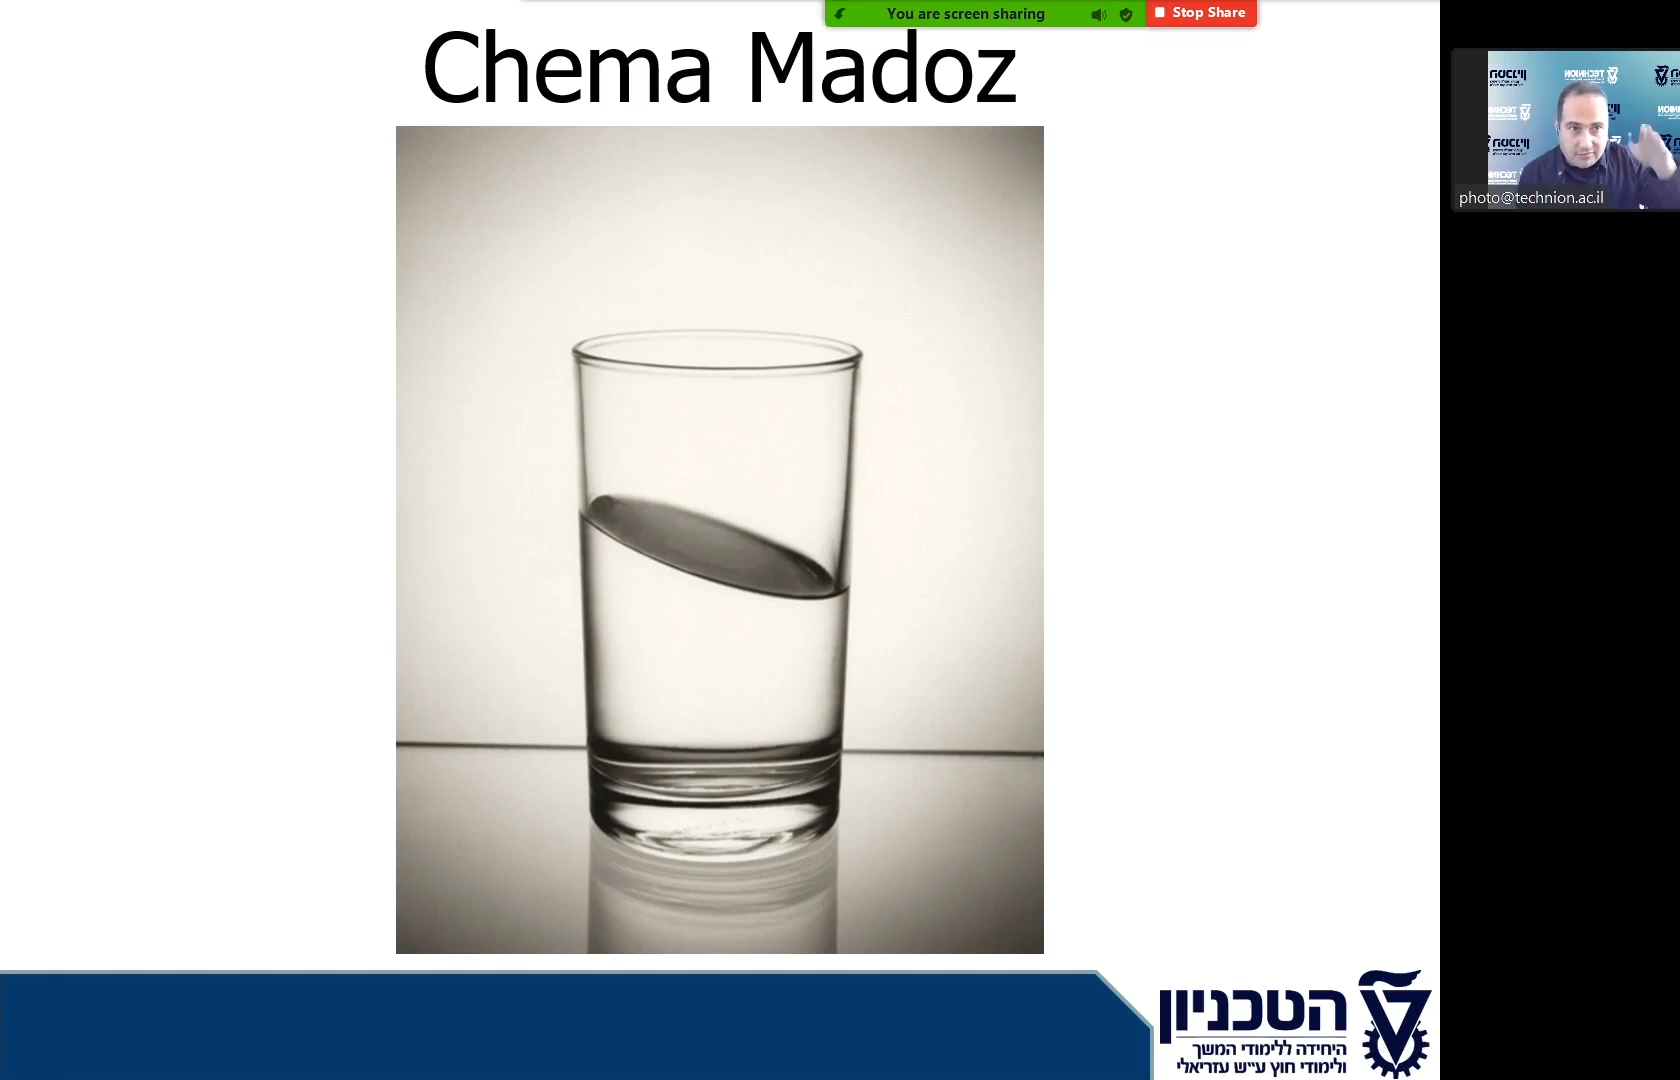 You are screen sharing
Stop Share
Chema Madoz
TECHNION
photo@technion.ac.il
הטכניון
היחידה ללימודי המשך
ולימודי חוץ ע״ש עזריאלי